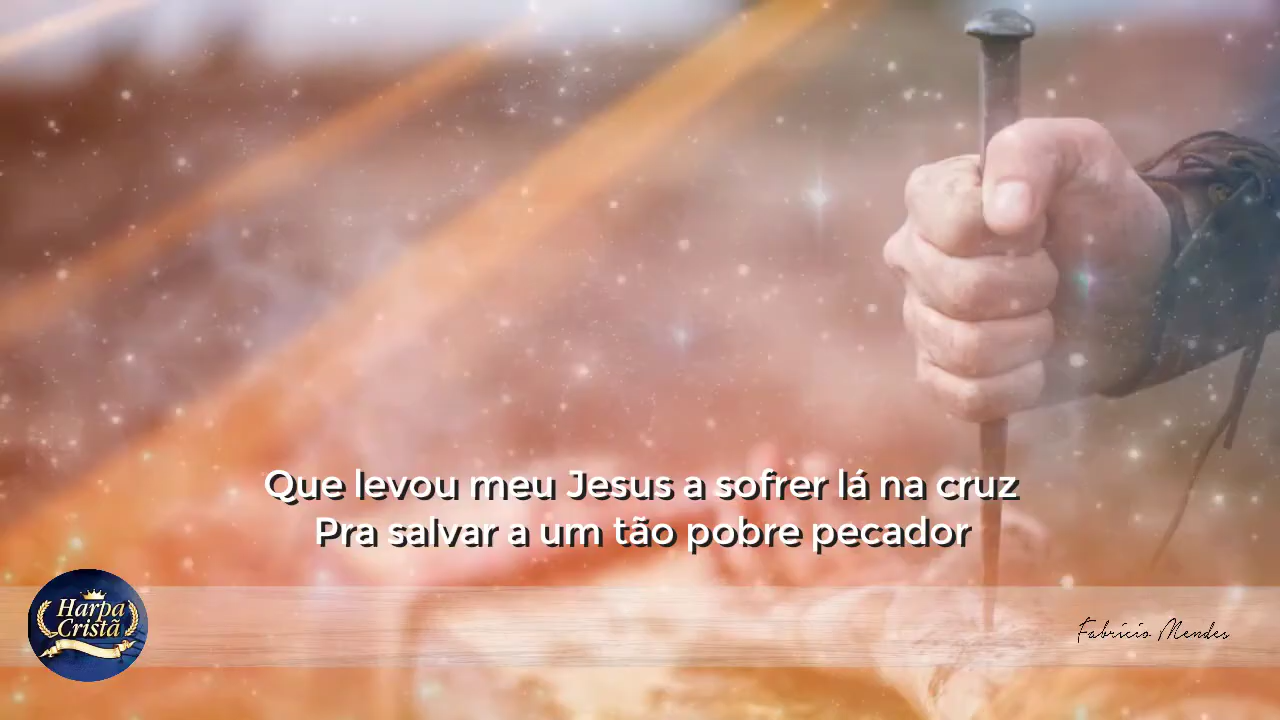 Que levou meu Jesus a sofrer lá na cruz
Pra salvar a um tão pobre pecador
Harpa
Cristã
Fabrício Mendes